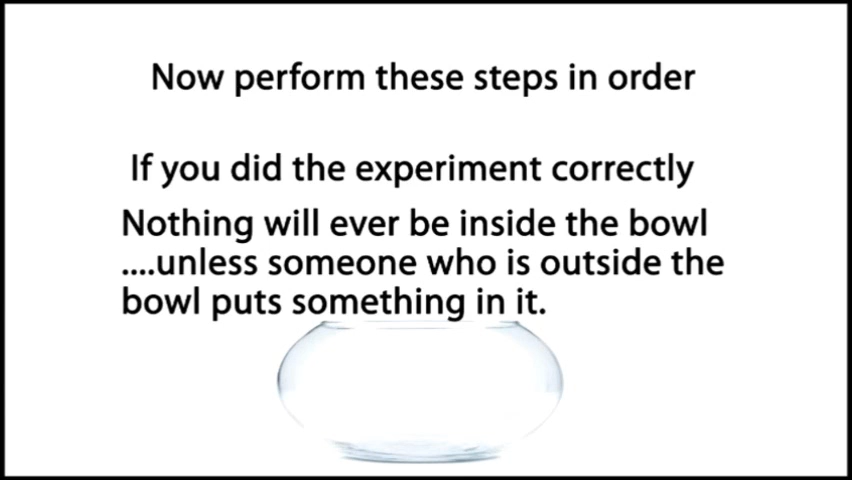 Now perform these steps in order
If you did the experiment correctly
Nothing will ever be inside the bowl
....unless someone who is outside the
bowl puts something in it.